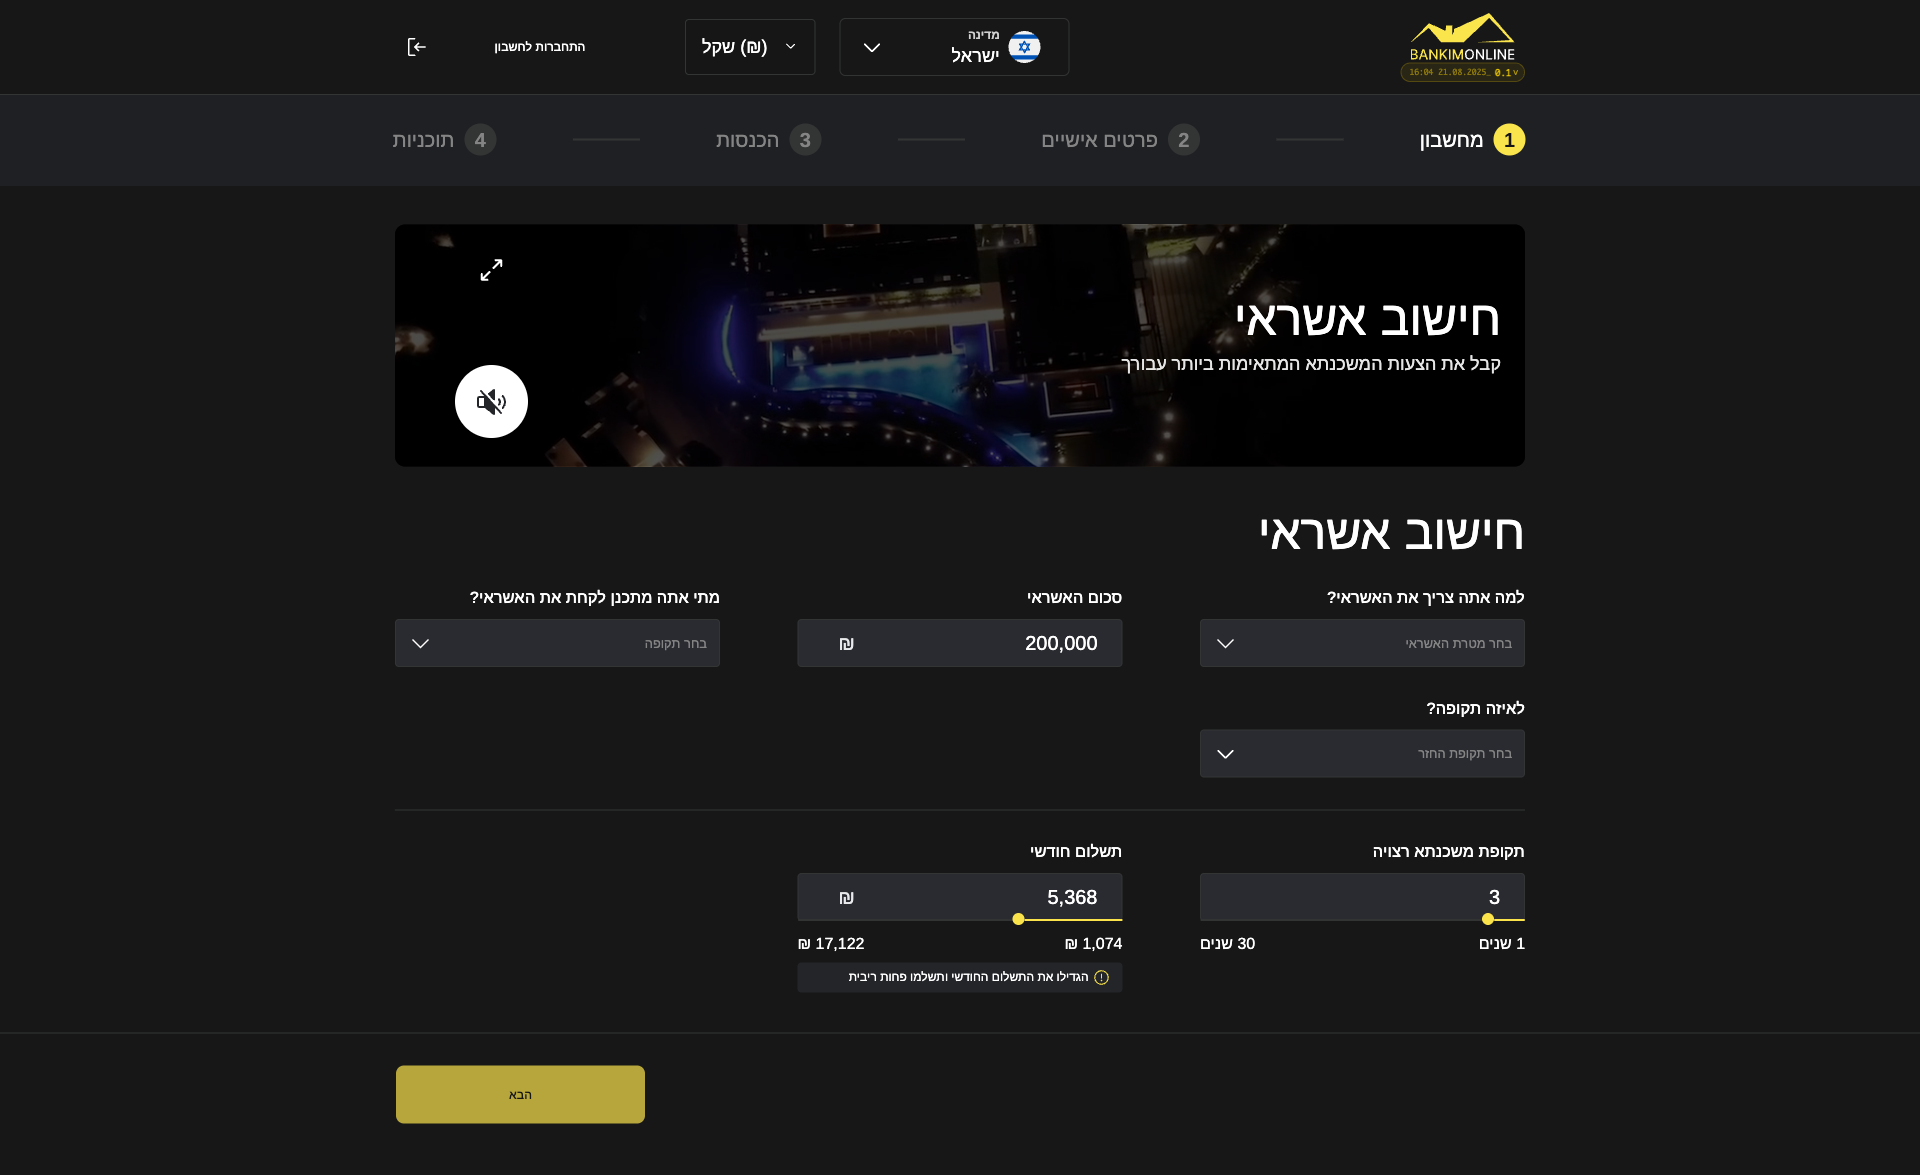 BANKIMONLINE
16:04 21.08.2025_ 0.1v
מדינה
ישראל
(₪) שקל
התחברות לחשבון
1 מחשבון
2 פרטים אישיים
3 הכנסות
4 תוכניות
חישוב אשראי
קבל את הצעות המשכנתא המתאימות ביותר עבורך
חישוב אשראי
למה אתה צריך את האשראי?
בחר מטרת האשראי
סכום האשראי
200,000 ₪
מתי אתה מתכנן לקחת את האשראי?
בחר תקופה
לאיזה תקופה?
בחר תקופת החזר
תקופת משכנתא רצויה
3
1 שנים
30 שנים
תשלום חודשי
5,368 ₪
1,074 ₪
17,122 ₪
הגדילו את התשלום החודשי ותשלמו פחות ריבית
הבא